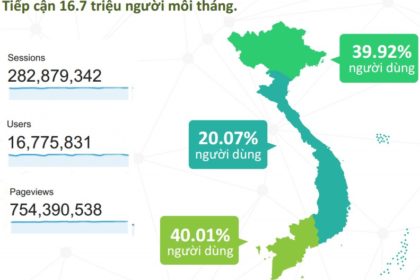 Tiếp cận 16.7 triệu người mỗi tháng.
Sessions
282,879,342
Users
16,775,831
Pageviews
754,390,538
39.92%
người dùng
20.07%
người dùng
40.01%
người dùng